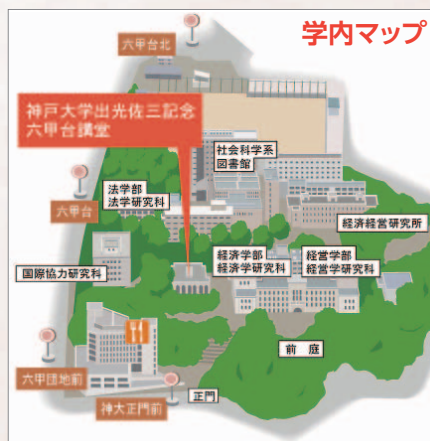 学内マップ
六甲台北
神戸大学出光佐三記念
六甲台講堂
社会科学系
図書館
法学部
法学研究科
六甲台
経済経営研究所
国際協力研究科
経済学部
経済学研究科
経営学部
経営学研究科
前庭
六甲団地前
神大正門前
正門